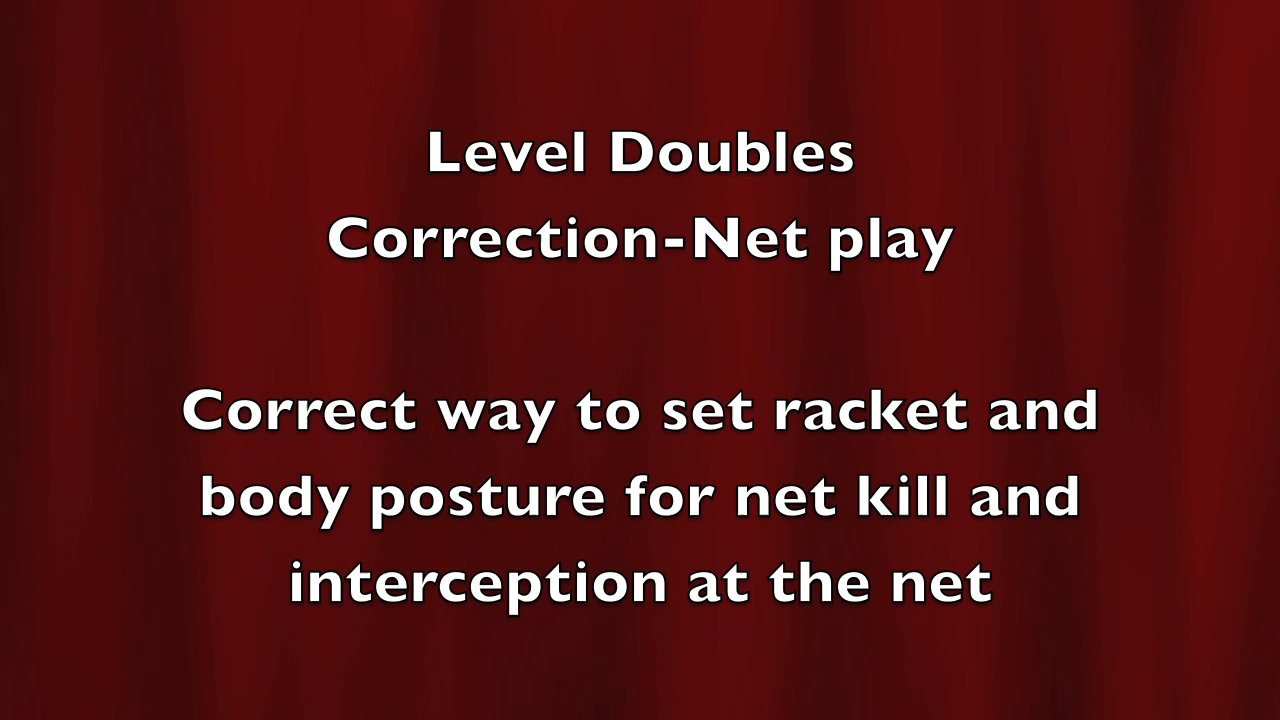 Level Doubles
Correction-Net play
Correct way to set racket and
body posture for net kill and
interception at the net